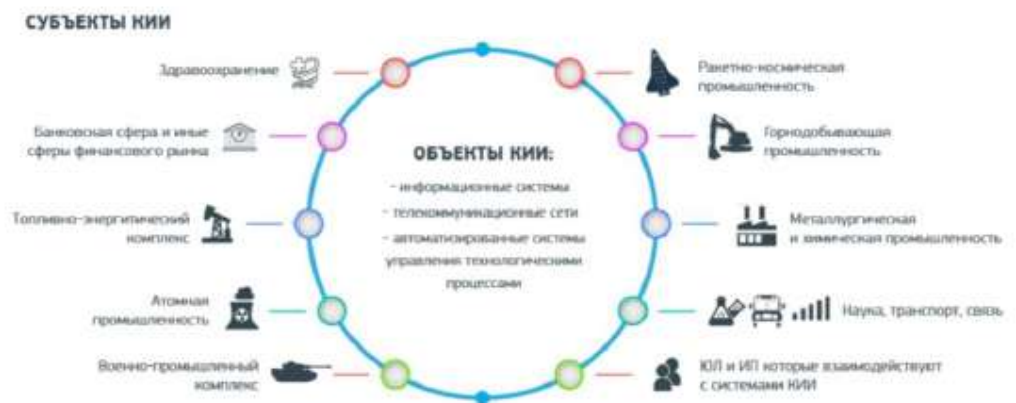 СУБЪЕКТЫ КИИ
Здравоохранение
Банковская сфера и иные
сферы финансового рынка
Топливно-энергитический
комплекс
Атомная
промышленность
Военно-промышленный
комплекс
ОБЪЕКТЫ КИИ:
- информационные системы
- телекоммуникационные сети
- автоматизированные системы
управления технологическими
процессами
Ракетно-космическая
промышленность
Горнодобывающая
промышленность
Металлургическая
и химическая промышленность
Наука, транспорт, связь
ЮЛ и ИП которые взаимодействуют
с системами КИИ